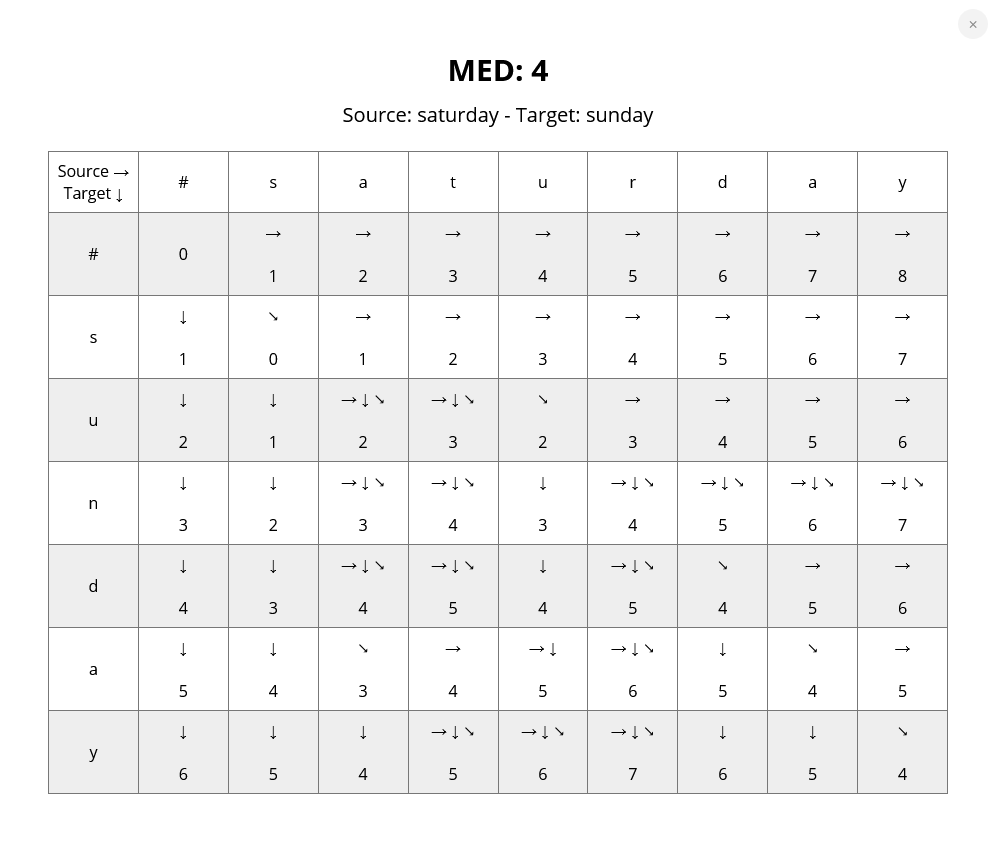 ×
MED: 4
Source: saturday - Target: sunday
Source → # s a t u r d a y
Target ↓
# 0 → 1 → 2 → 3 → 4 → 5 → 6 → 7 → 8
s ↓ 1 ↘ 0 → 1 → 2 → 3 → 4 → 5 → 6 → 7
u ↓ 2 ↓ 1 →↓↘ 2 →↓↘ 3 ↘ 2 → 3 → 4 → 5 → 6
n ↓ 3 ↓ 2 →↓↘ 3 →↓↘ 4 ↓ 3 →↓↘ 4 →↓↘ 5 →↓↘ 6 →↓↘ 7
d ↓ 4 ↓ 3 →↓↘ 4 →↓↘ 5 ↓ 4 →↓↘ 5 ↘ 4 → 5 → 6
a ↓ 5 ↓ 4 ↘ 3 → 4 →↓ 5 →↓↘ 6 ↓ 5 ↘ 4 → 5
y ↓ 6 ↓ 5 ↓ 4 →↓↘ 5 →↓↘ 6 →↓↘ 7 ↓ 6 ↓ 5 ↘ 4